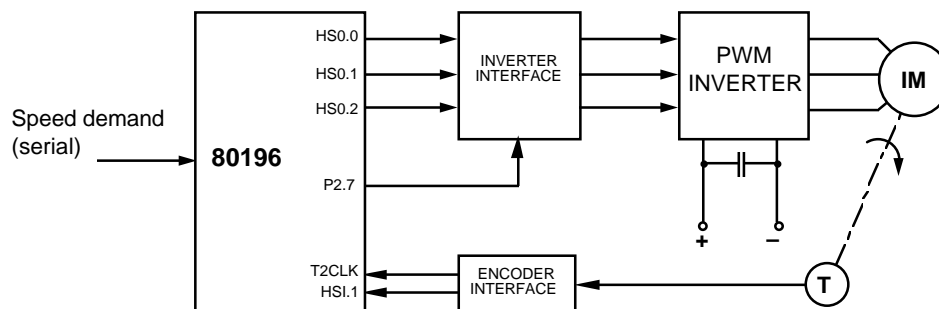 Speed demand
(serial)
80196
HS0.0
HS0.1
HS0.2
P2.7
T2CLK
HSI.1
INVERTER
INTERFACE
PWM
INVERTER
IM
+
−
ENCODER
INTERFACE
T